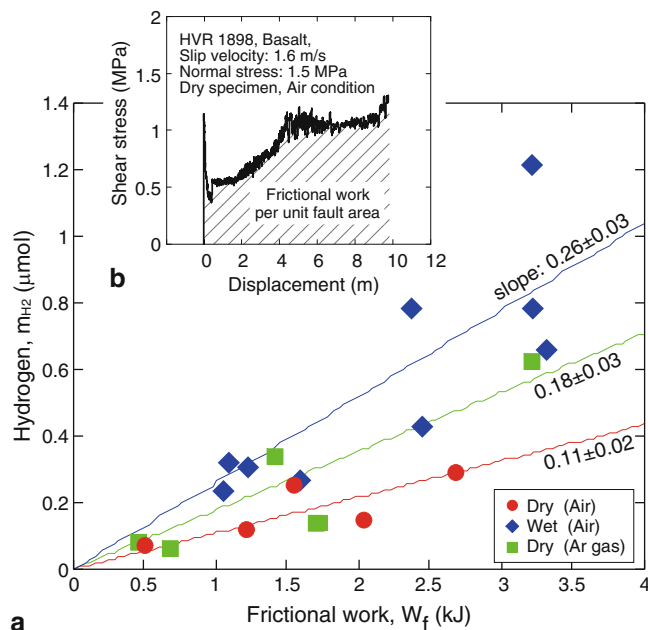 HVR 1898, Basalt,
Slip velocity: 1.6 m/s
Normal stress: 1.5 MPa
Dry specimen, Air condition
Shear stress (MPa)
2
1.5
1
0.5
0
Frictional work
per unit fault area
0 2 4 6 8 10 12
Displacement (m)
b
Hydrogen, mH2 (μmol)
1.4
1.2
1
0.8
0.6
0.4
0.2
0
slope: 0.26±0.03
0.18±0.03
0.11±0.02
Dry (Air)
Wet (Air)
Dry (Ar gas)
0 0.5 1 1.5 2 2.5 3 3.5 4
Frictional work, Wf (kJ)
a